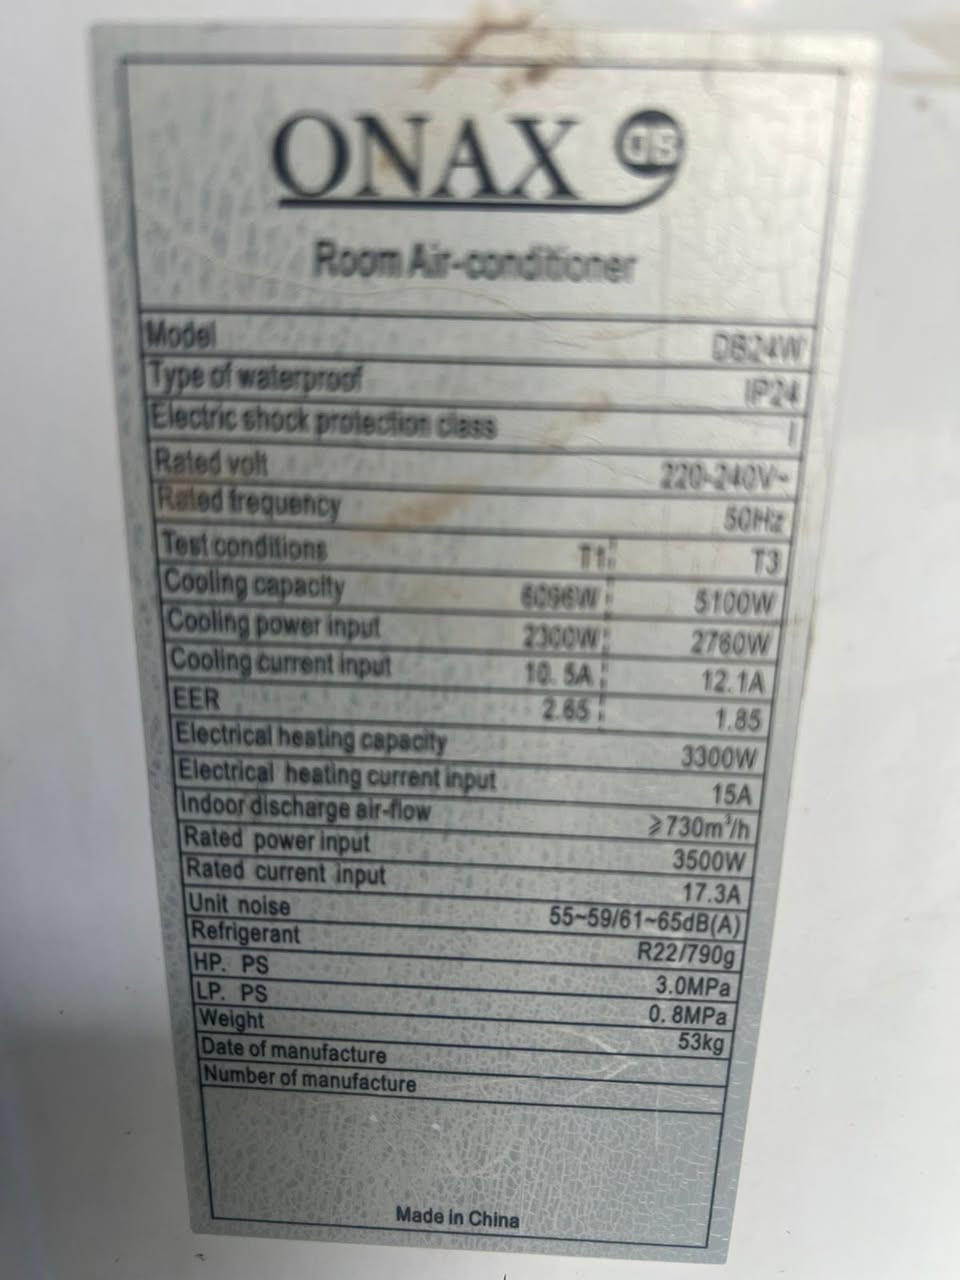 ONAX
Room Air-conditioner
Model DB24W
Type of waterproof IP24
Electric shock protection class I
Rated volt 220-240V~
Rated frequency 50Hz
Test conditions T1 T3
Cooling capacity 6096W 5100W
Cooling power input 2300W 2760W
Cooling current input 10.5A 12.1A
EER 2.65 1.85
Electrical heating capacity 3300W
Electrical heating current input 15A
Indoor discharge air-flow ⩾730m³/h
Rated power input 3500W
Rated current input 17.3A
Unit noise 55~59/61~65dB(A)
Refrigerant R22/790g
HP. PS 3.0MPa
LP. PS 0.8MPa
Weight 53kg
Date of manufacture
Number of manufacture
Made in China